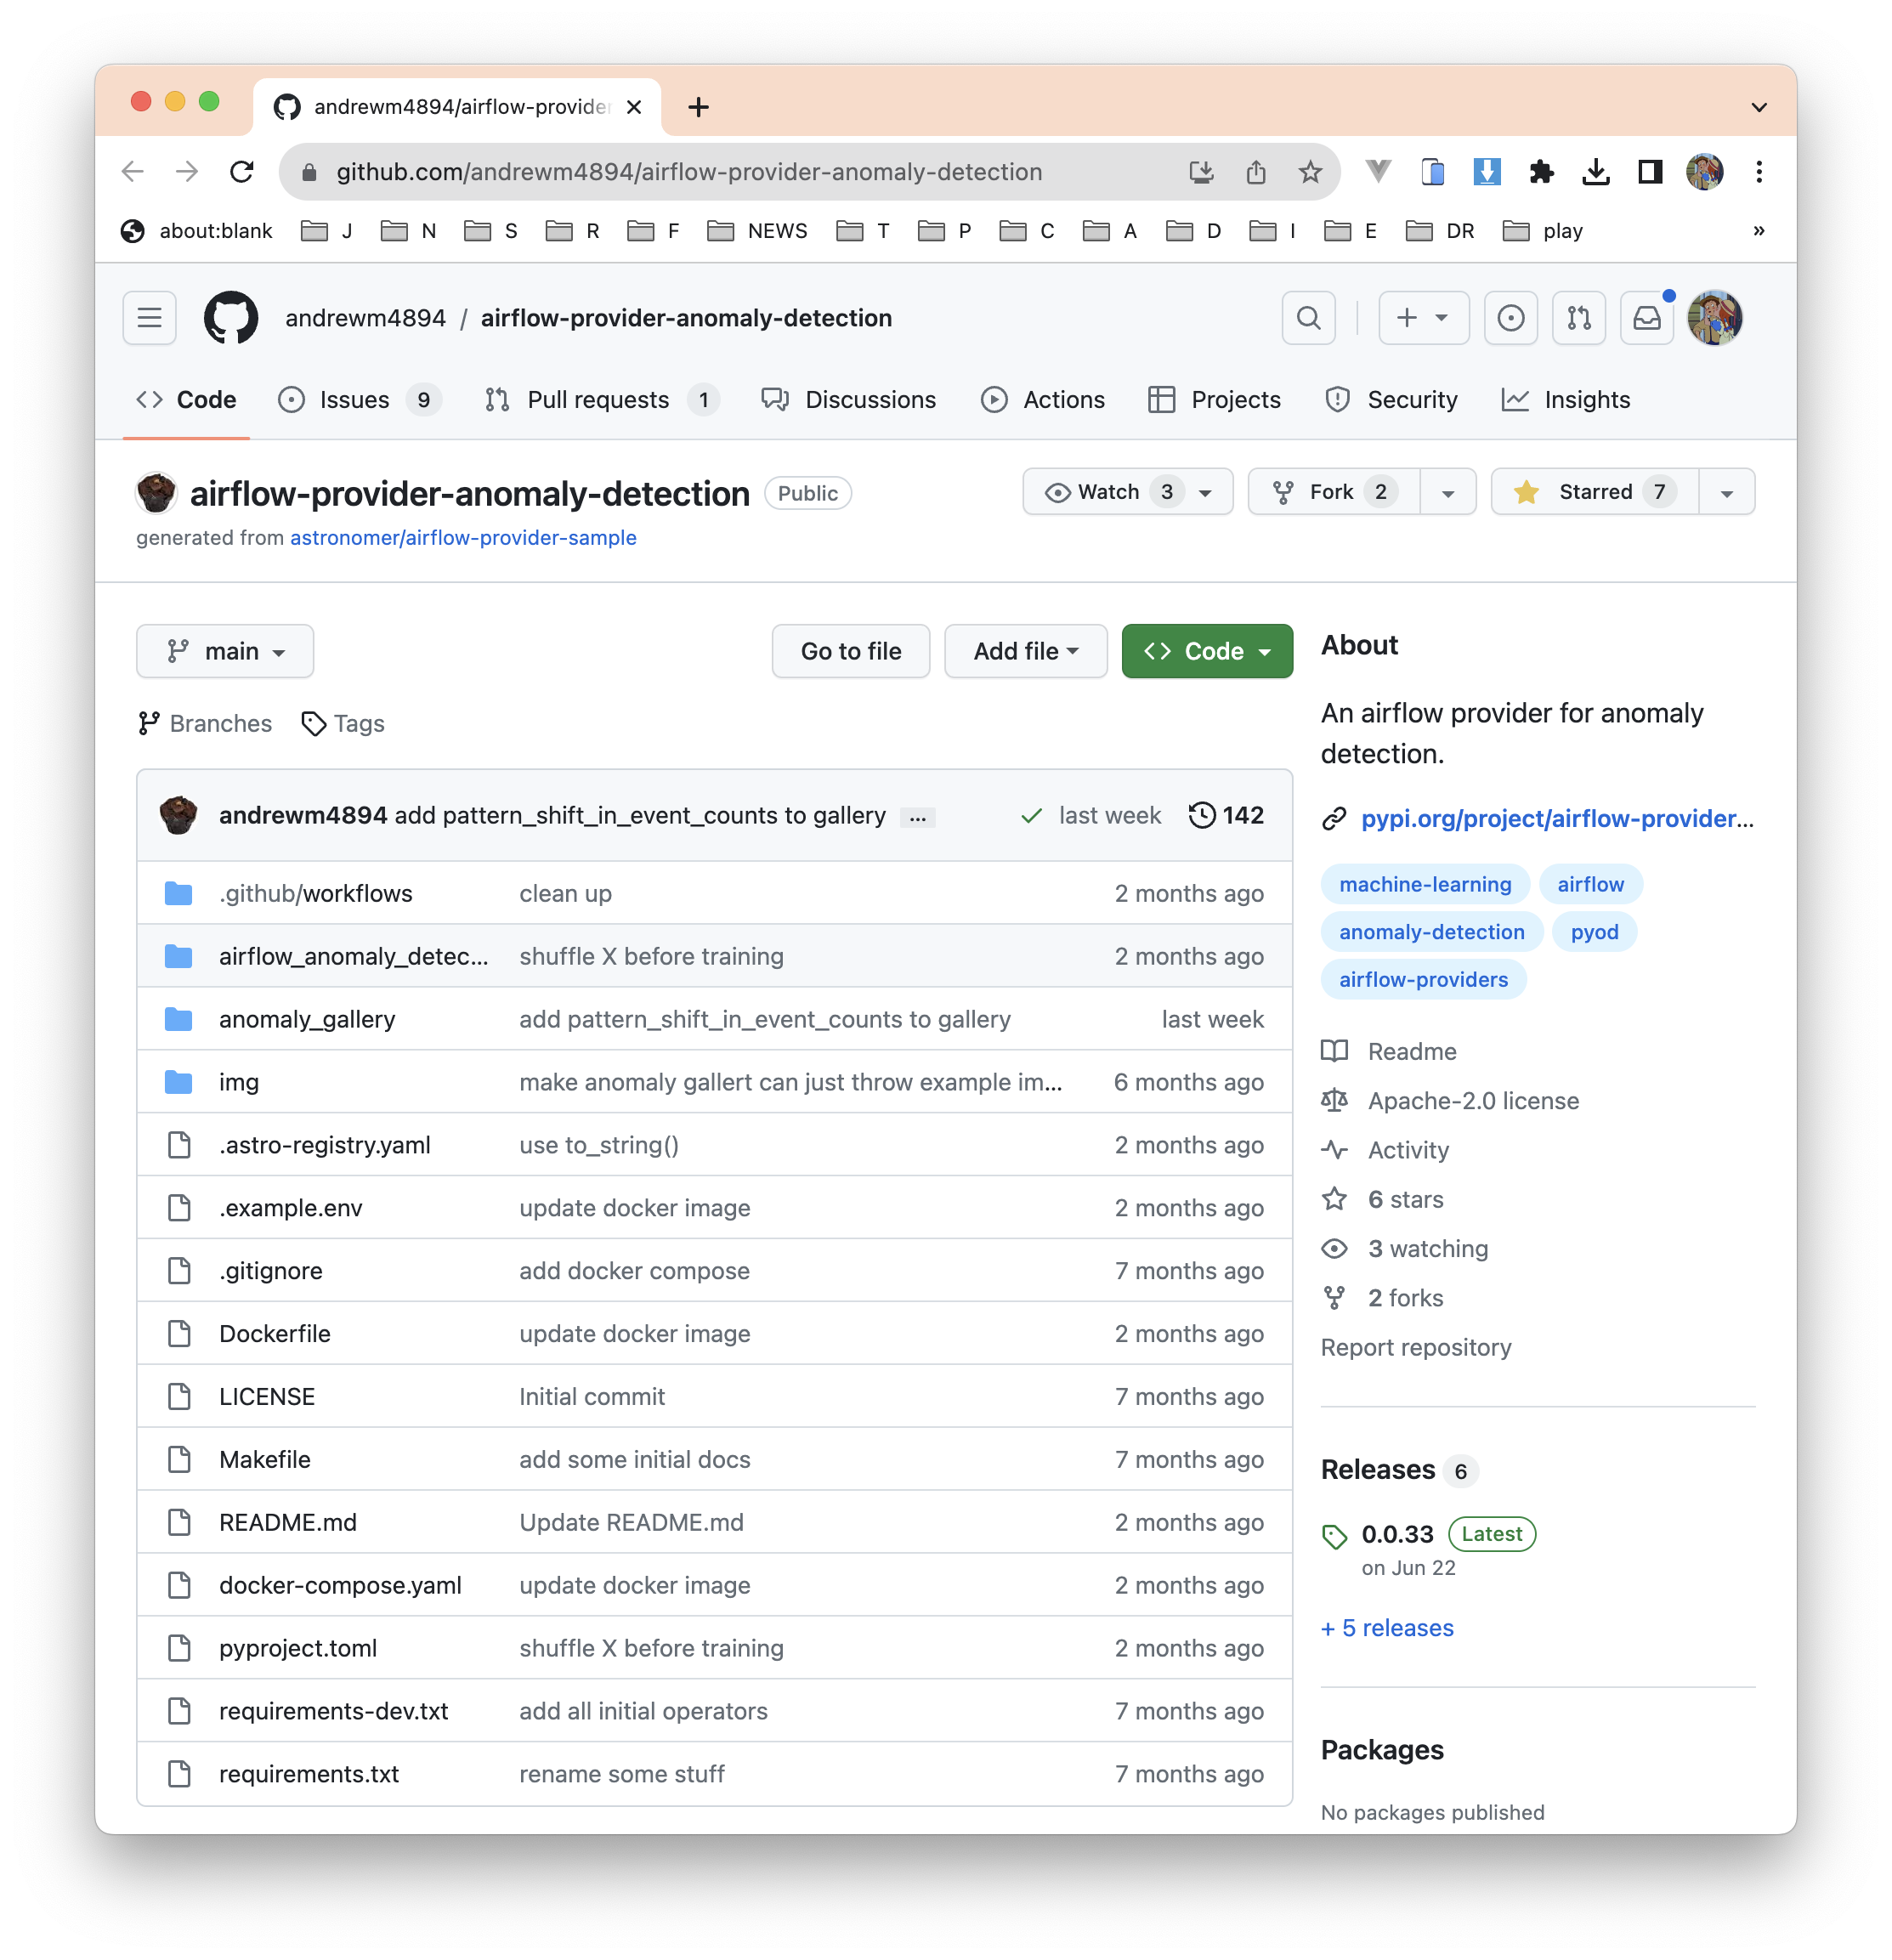 andrewm4894/airflow-provider
github.com/andrewm4894/airflow-provider-anomaly-detection
about:blank J N S R F NEWS T P C A D I E DR play »
andrewm4894 / airflow-provider-anomaly-detection
Code Issues 9 Pull requests 1 Discussions Actions Projects Security Insights
airflow-provider-anomaly-detection Public Watch 3 Fork 2 Starred 7
generated from astronomer/airflow-provider-sample
main Go to file Add file Code
Branches Tags
andrewm4894 add pattern_shift_in_event_counts to gallery ... last week 142
.github/workflows clean up 2 months ago
airflow_anomaly_detec... shuffle X before training 2 months ago
anomaly_gallery add pattern_shift_in_event_counts to gallery last week
img make anomaly gallert can just throw example im... 6 months ago
.astro-registry.yaml use to_string() 2 months ago
.example.env update docker image 2 months ago
.gitignore add docker compose 7 months ago
Dockerfile update docker image 2 months ago
LICENSE Initial commit 7 months ago
Makefile add some initial docs 7 months ago
README.md Update README.md 2 months ago
docker-compose.yaml update docker image 2 months ago
pyproject.toml shuffle X before training 2 months ago
requirements-dev.txt add all initial operators 7 months ago
requirements.txt rename some stuff 7 months ago
About
An airflow provider for anomaly
detection.
pypi.org/project/airflow-provider...
machine-learning airflow
anomaly-detection pyod
airflow-providers
Readme
Apache-2.0 license
Activity
6 stars
3 watching
2 forks
Report repository
Releases 6
0.0.33 Latest
on Jun 22
+ 5 releases
Packages
No packages published